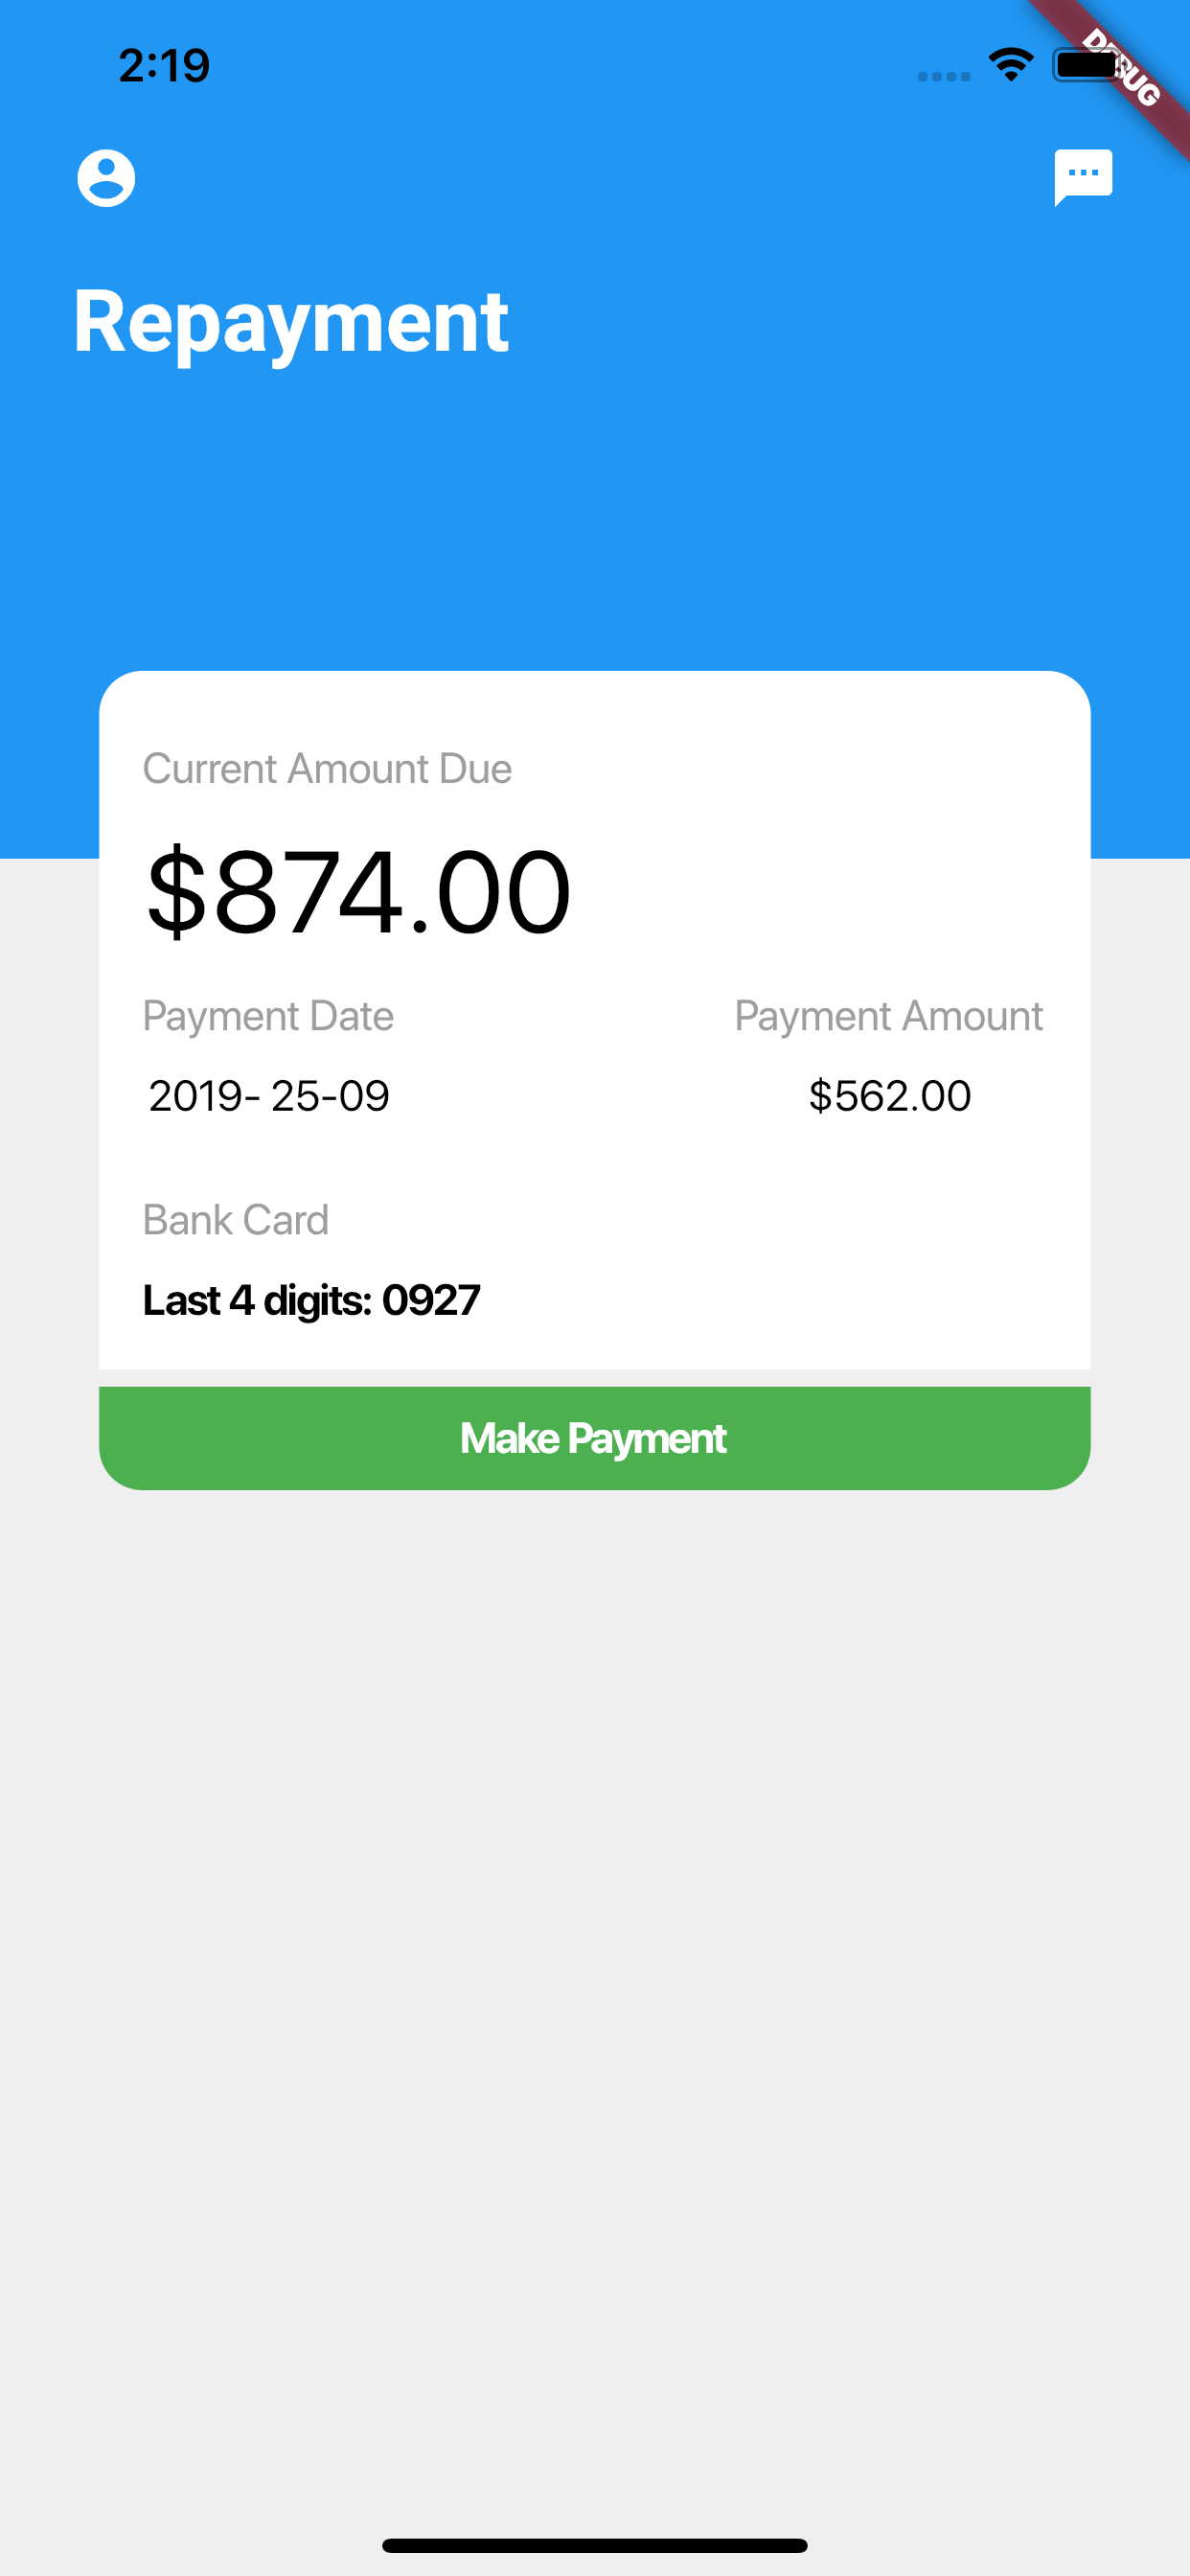 2:19
DEBUG
Repayment
Current Amount Due
$874.00
Payment Date Payment Amount
2019- 25-09 $562.00
Bank Card
Last 4 digits: 0927
Make Payment